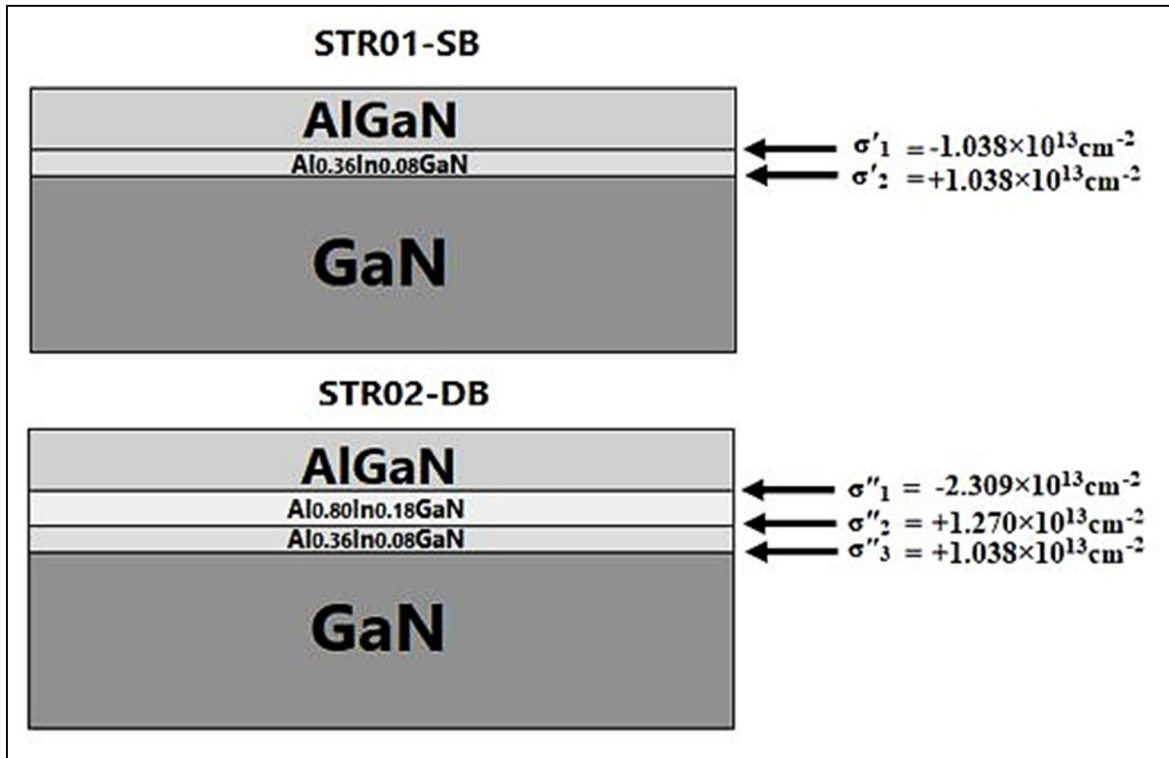 STR01-SB
AlGaN
Al0.36In0.08GaN
GaN
σ'1 = -1.038×10¹³cm⁻²
σ'2 = +1.038×10¹³cm⁻²
STR02-DB
AlGaN
Al0.80In0.18GaN
Al0.36In0.08GaN
GaN
σ"1 = -2.309×10¹³cm⁻²
σ"2 = +1.270×10¹³cm⁻²
σ"3 = +1.038×10¹³cm⁻²